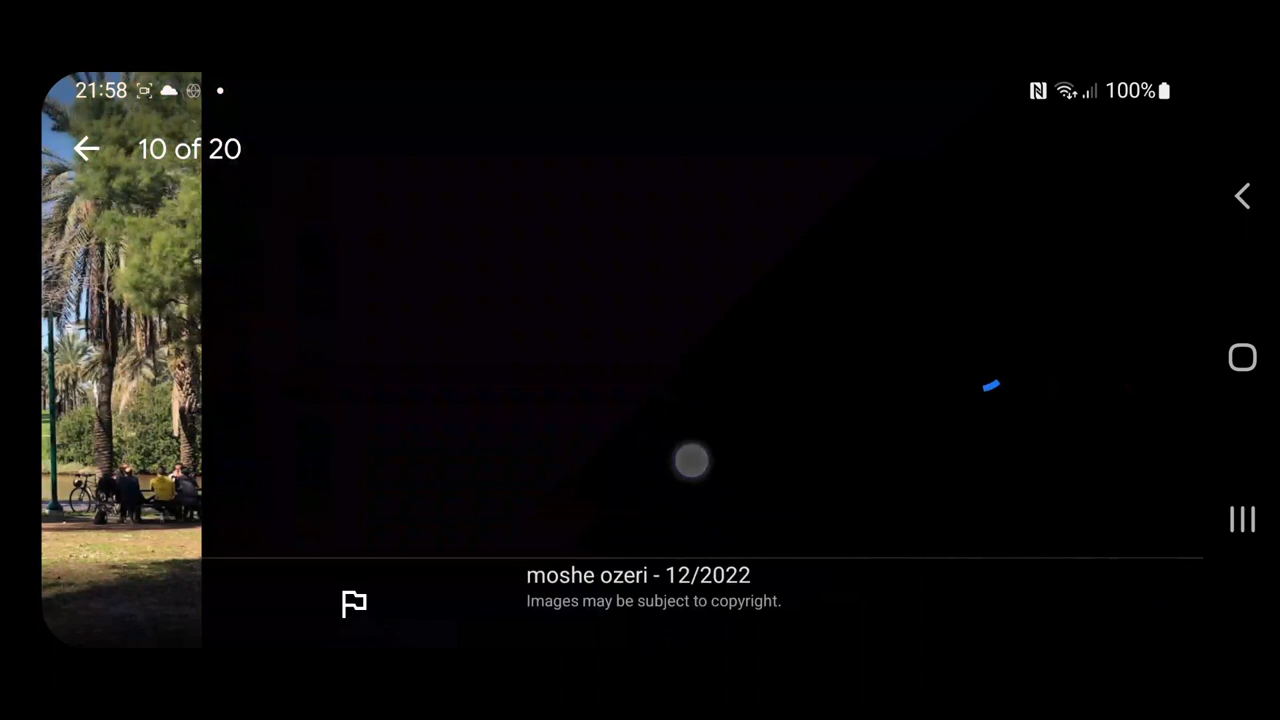 21:58
100%
10 of 20
moshe ozeri - 12/2022
Images may be subject to copyright.